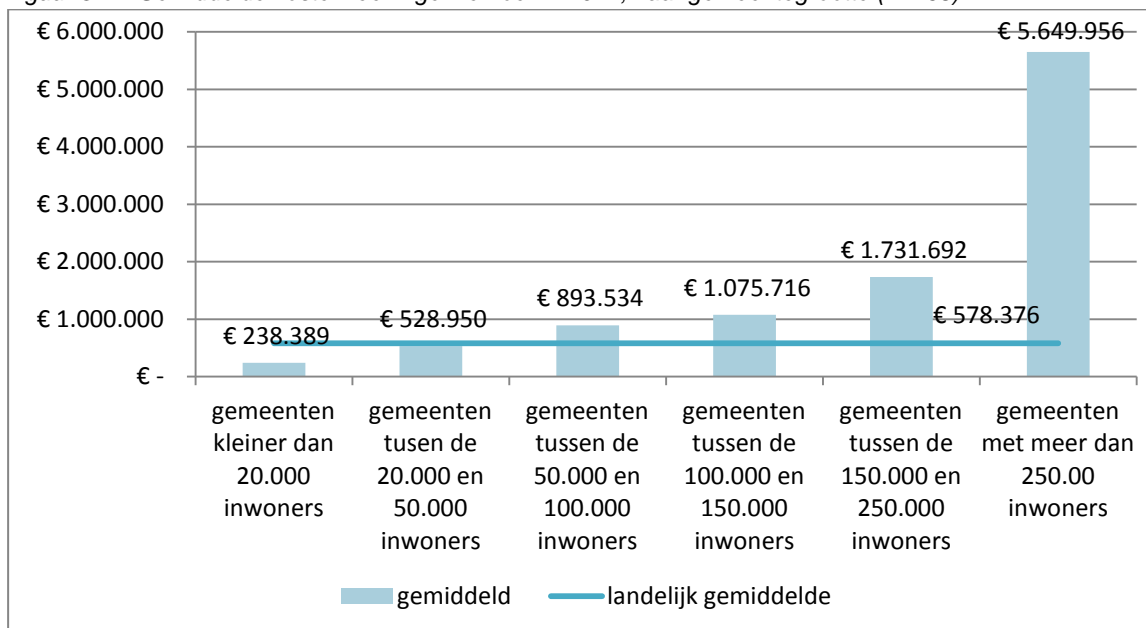 € 6.000.000
€ 5.000.000
€ 4.000.000
€ 3.000.000
€ 2.000.000
€ 1.000.000
€ -
€ 238.389
€ 528.950
€ 893.534
€ 1.075.716
€ 1.731.692
€ 5.649.956
€ 578.376
gemeenten
kleiner dan
20.000
inwoners
gemeenten
tusen de
20.000 en
50.000
inwoners
gemeenten
tussen de
50.000 en
100.000
inwoners
gemeenten
tussen de
100.000 en
150.000
inwoners
gemeenten
tussen de
150.000 en
250.000
inwoners
gemeenten
met meer dan
250.00
inwoners
gemiddeld
landelijk gemiddelde